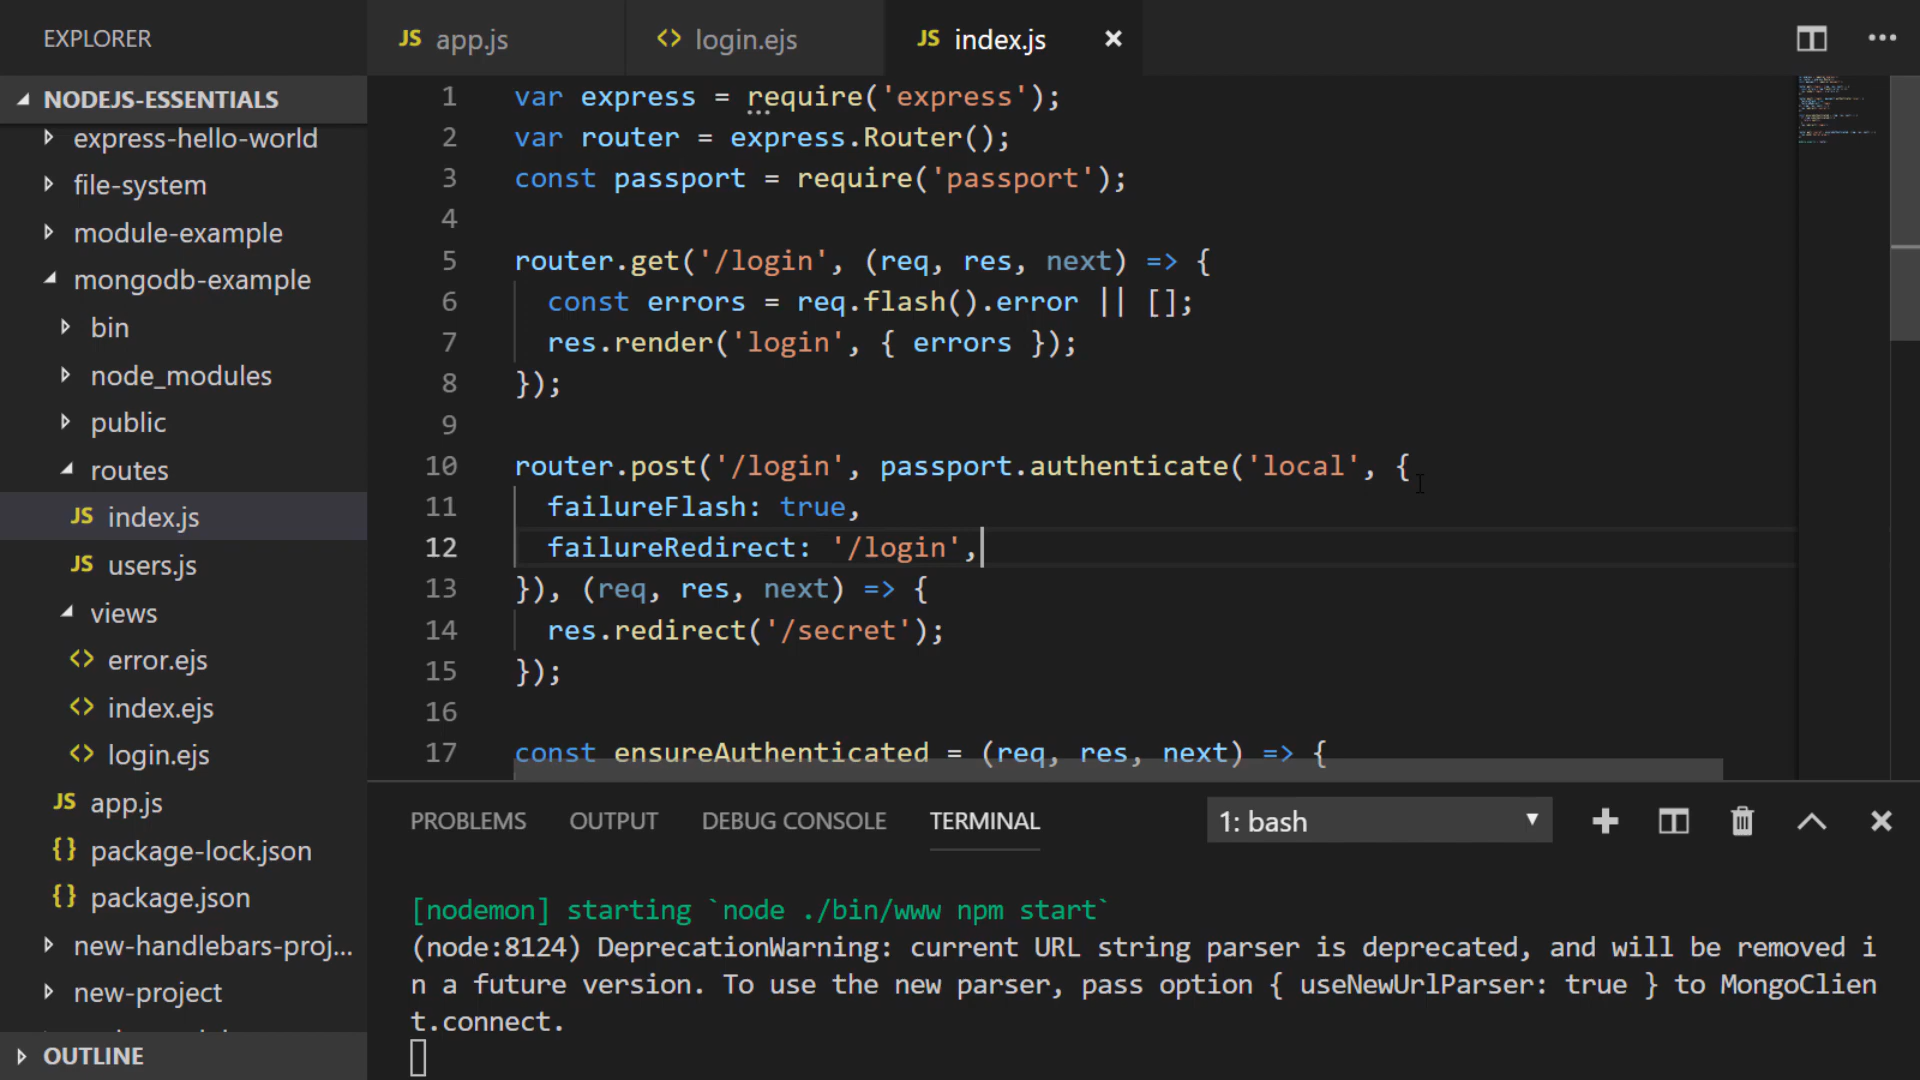 EXPLORER
NODEJS-ESSENTIALS
express-hello-world
file-system
module-example
mongodb-example
bin
node_modules
public
routes
JS index.js
JS users.js
views
<> error.ejs
<> index.ejs
<> login.ejs
JS app.js
{} package-lock.json
{} package.json
new-handlebars-proj...
new-project
OUTLINE
JS app.js
<> login.ejs
JS index.js
1 var express = require('express');
2 var router = express.Router();
3 const passport = require('passport');
4
5 router.get('/login', (req, res, next) => {
6 const errors = req.flash().error || [];
7 res.render('login', { errors });
8 });
9
10 router.post('/login', passport.authenticate('local', {
11 failureFlash: true,
12 failureRedirect: '/login',
13 }), (req, res, next) => {
14 res.redirect('/secret');
15 });
16
17 const ensureAuthenticated = (req, res, next) => {
PROBLEMS OUTPUT DEBUG CONSOLE TERMINAL 1: bash
[nodemon] starting `node ./bin/www npm start`
(node:8124) DeprecationWarning: current URL string parser is deprecated, and will be removed i
n a future version. To use the new parser, pass option { useNewUrlParser: true } to MongoClien
t.connect.